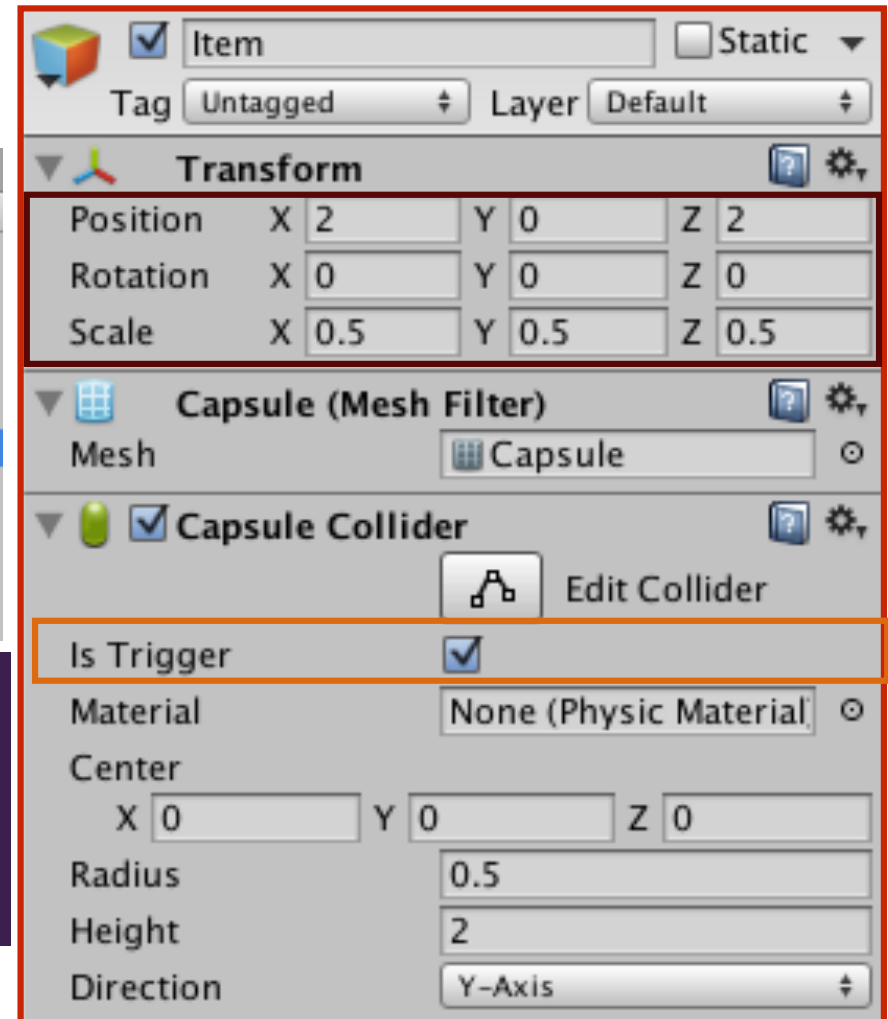 Item Static
Tag Untagged Layer Default
Transform
Position X 2 Y 0 Z 2
Rotation X 0 Y 0 Z 0
Scale X 0.5 Y 0.5 Z 0.5
Capsule (Mesh Filter)
Mesh Capsule
Capsule Collider
Edit Collider
Is Trigger
Material None (Physic Material)
Center
X 0 Y 0 Z 0
Radius 0.5
Height 2
Direction Y-Axis